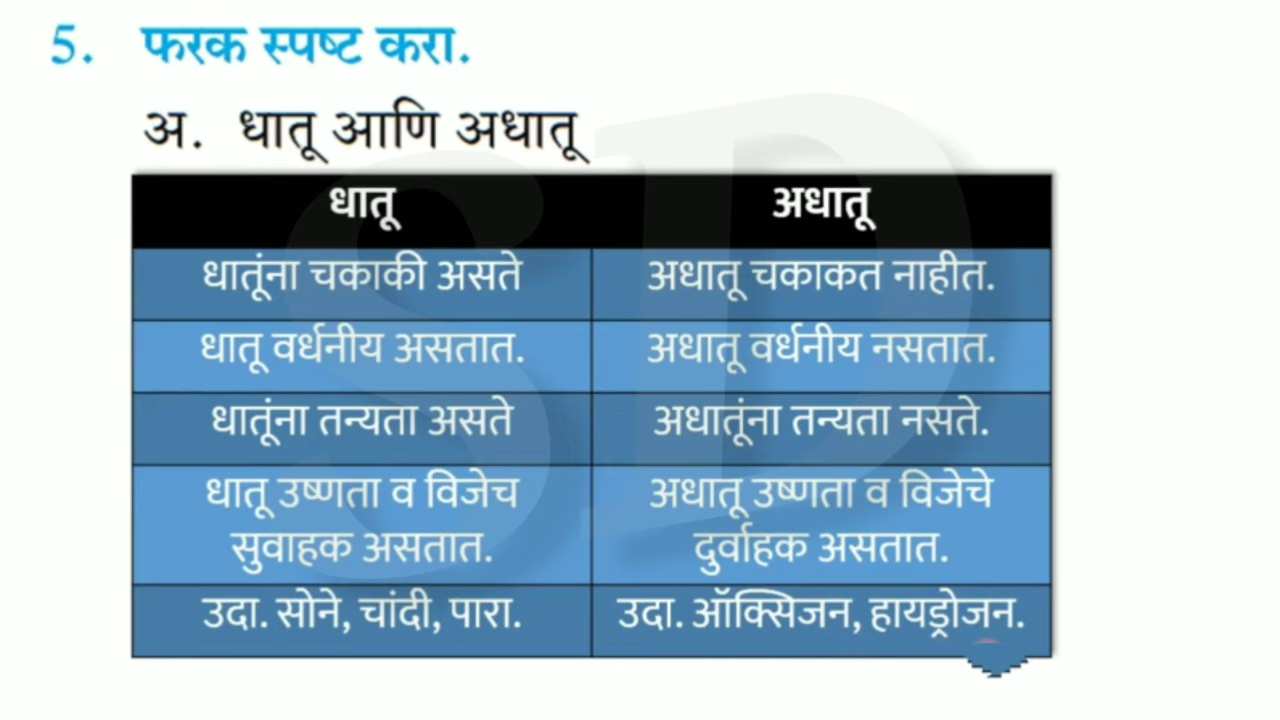 5. फरक स्पष्ट करा.
अ. धातू आणि अधातू
धातू अधातू
धातूंना चकाकी असते अधातू चकाकत नाहीत.
धातू वर्धनीय असतात. अधातू वर्धनीय नसतात.
धातूंना तन्यता असते अधातूंना तन्यता नसते.
धातू उष्णता व विजेच अधातू उष्णता व विजेचे
सुवाहक असतात. दुर्वाहक असतात.
उदा. सोने, चांदी, पारा. उदा. ऑक्सिजन, हायड्रोजन.
SD